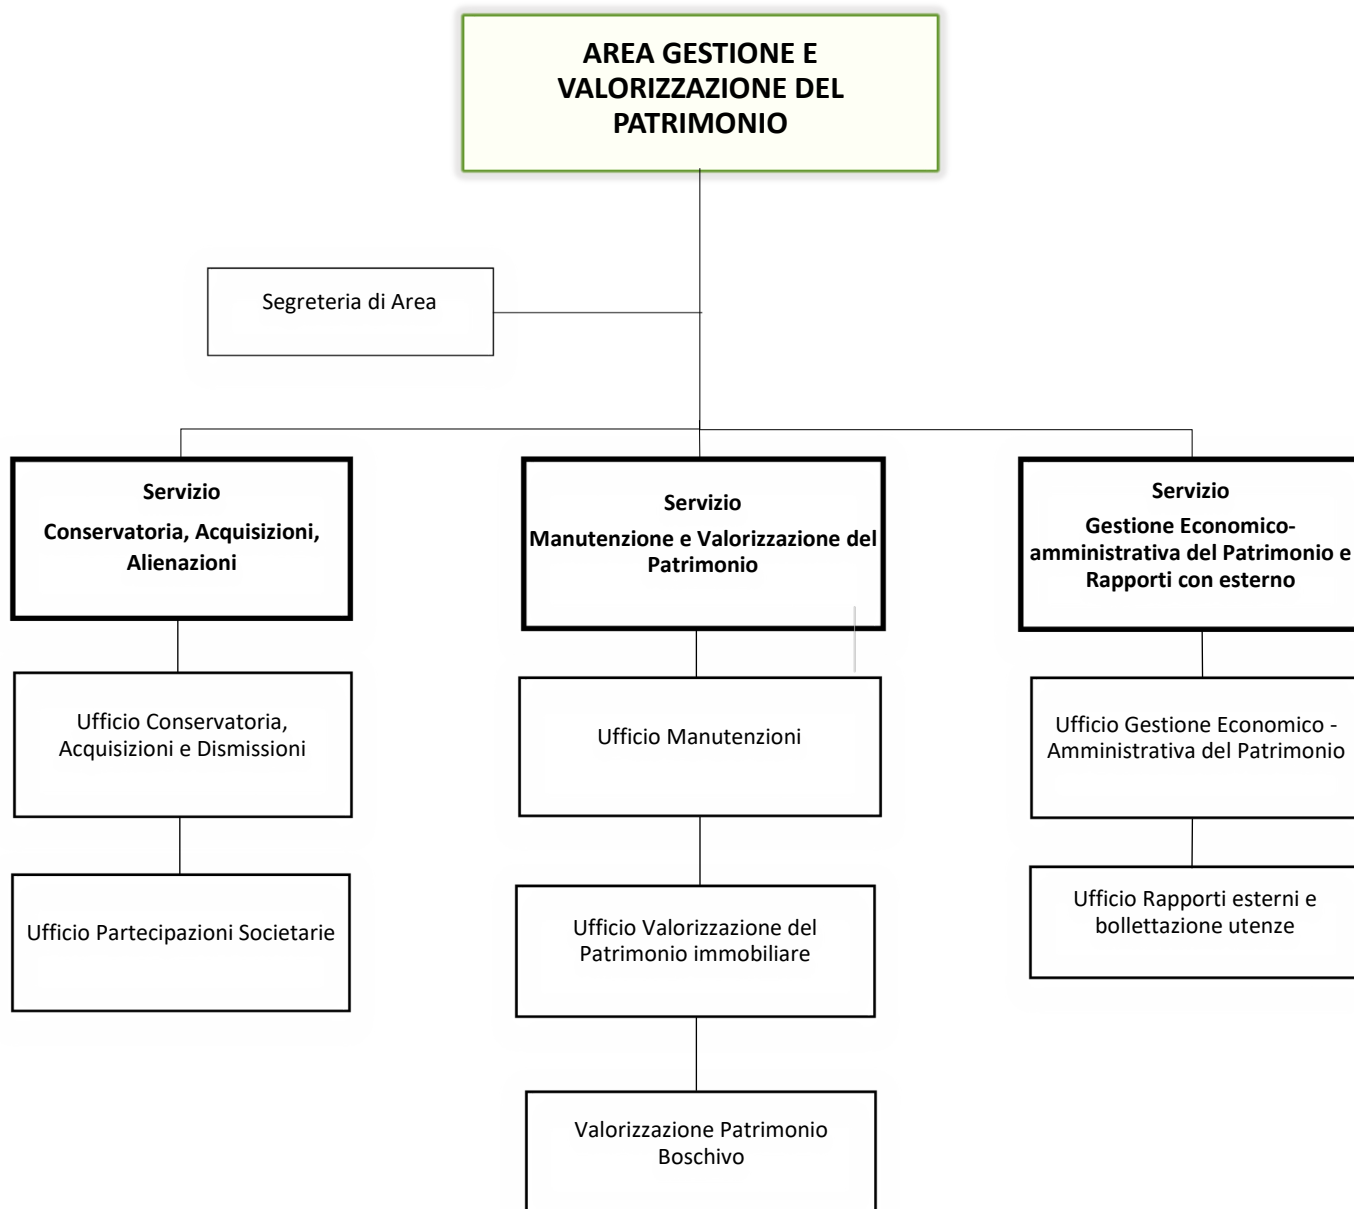 AREA GESTIONE E
VALORIZZAZIONE DEL
PATRIMONIO
Segreteria di Area
Servizio
Conservatoria, Acquisizioni,
Alienazioni
Servizio
Manutenzione e Valorizzazione del
Patrimonio
Servizio
Gestione Economico-
amministrativa del Patrimonio e
Rapporti con esterno
Ufficio Conservatoria,
Acquisizioni e Dismissioni
Ufficio Manutenzioni
Ufficio Gestione Economico -
Amministrativa del Patrimonio
Ufficio Partecipazioni Societarie
Ufficio Valorizzazione del
Patrimonio immobiliare
Ufficio Rapporti esterni e
bollettazione utenze
Valorizzazione Patrimonio
Boschivo